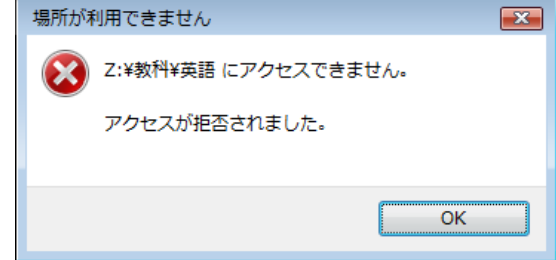 場所が利用できません
Z:¥教科¥英語 にアクセスできません。
アクセスが拒否されました。
OK